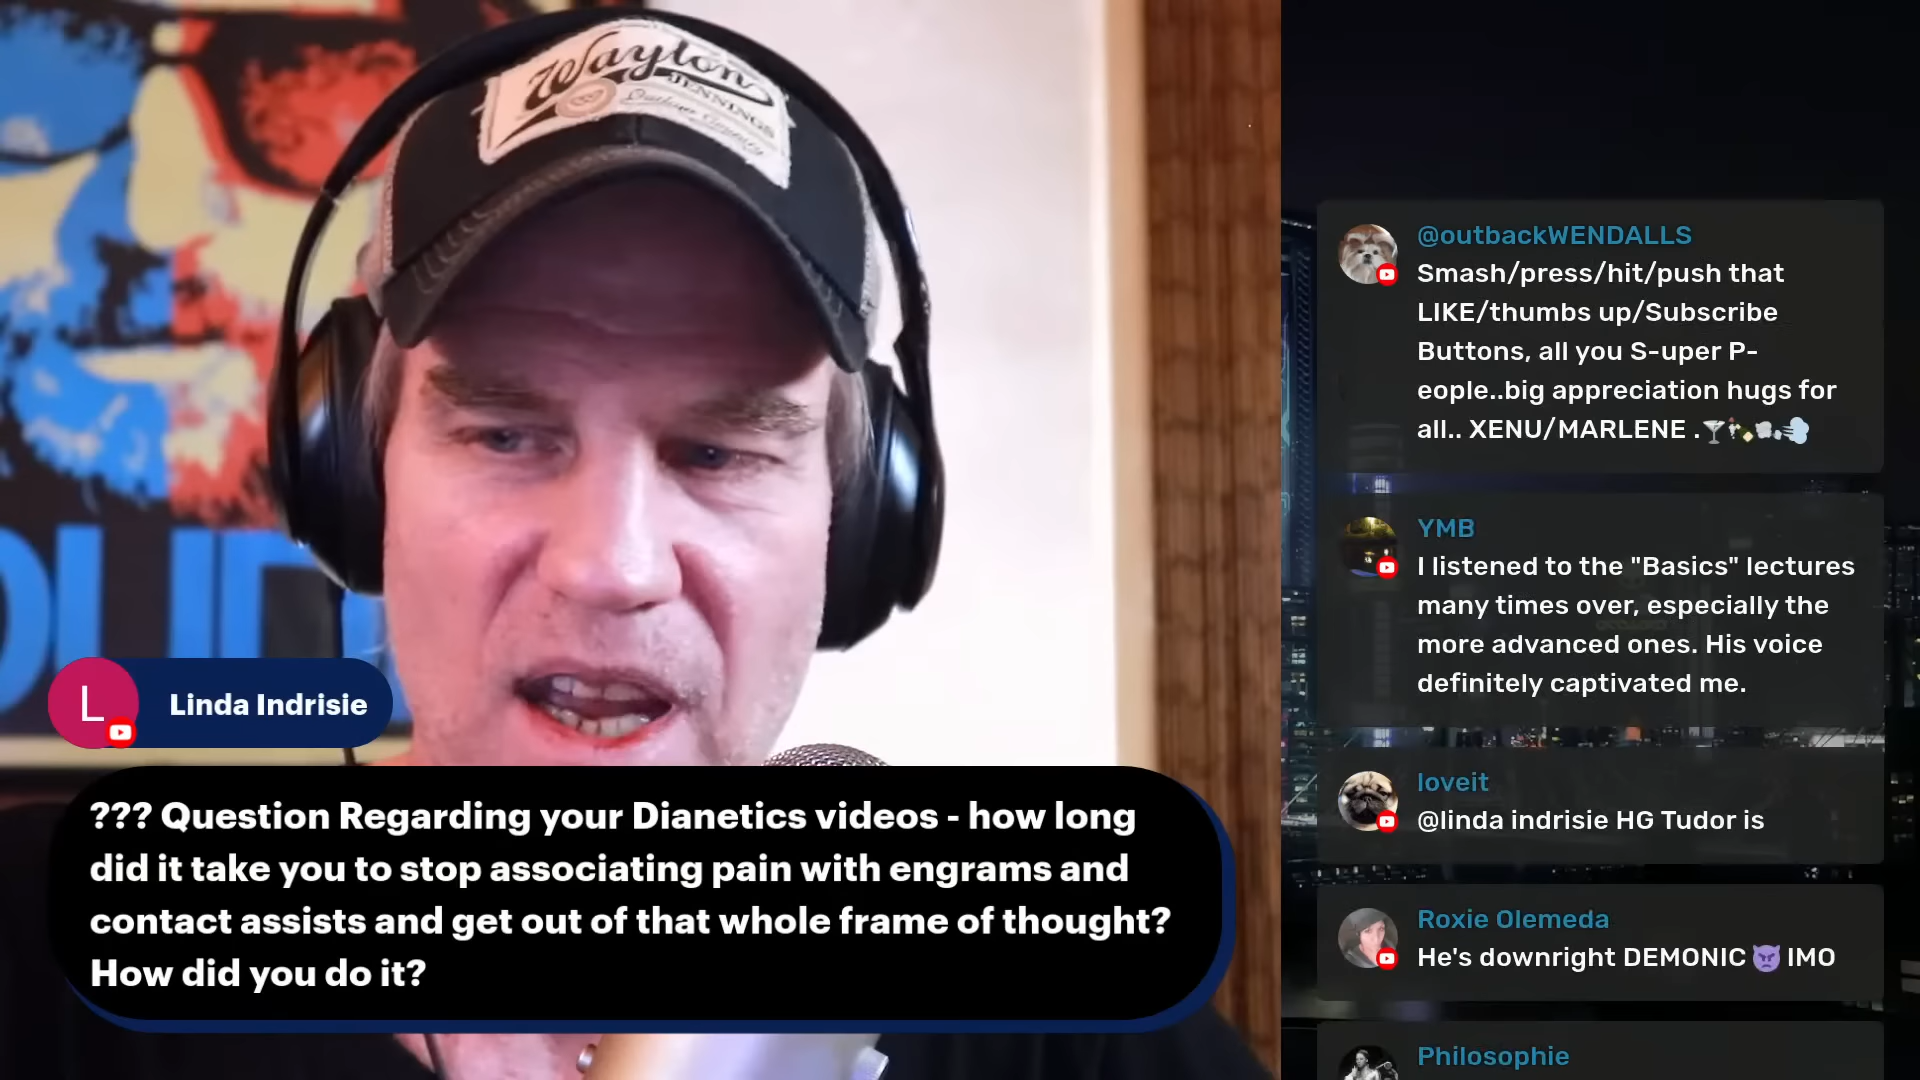 Waylon
JENNINGS
Outlaw Country
L
Linda Indrisie
??? Question Regarding your Dianetics videos - how long
did it take you to stop associating pain with engrams and
contact assists and get out of that whole frame of thought?
How did you do it?
@outbackWENDALLS
Smash/press/hit/push that
LIKE/thumbs up/Subscribe
Buttons, all you S-uper P-
eople..big appreciation hugs for
all.. XENU/MARLENE .🍸🍾💨
YMB
I listened to the "Basics" lectures
many times over, especially the
more advanced ones. His voice
definitely captivated me.
loveit
@linda indrisie HG Tudor is
Roxie Olemeda
He's downright DEMONIC 👿 IMO
Philosophie